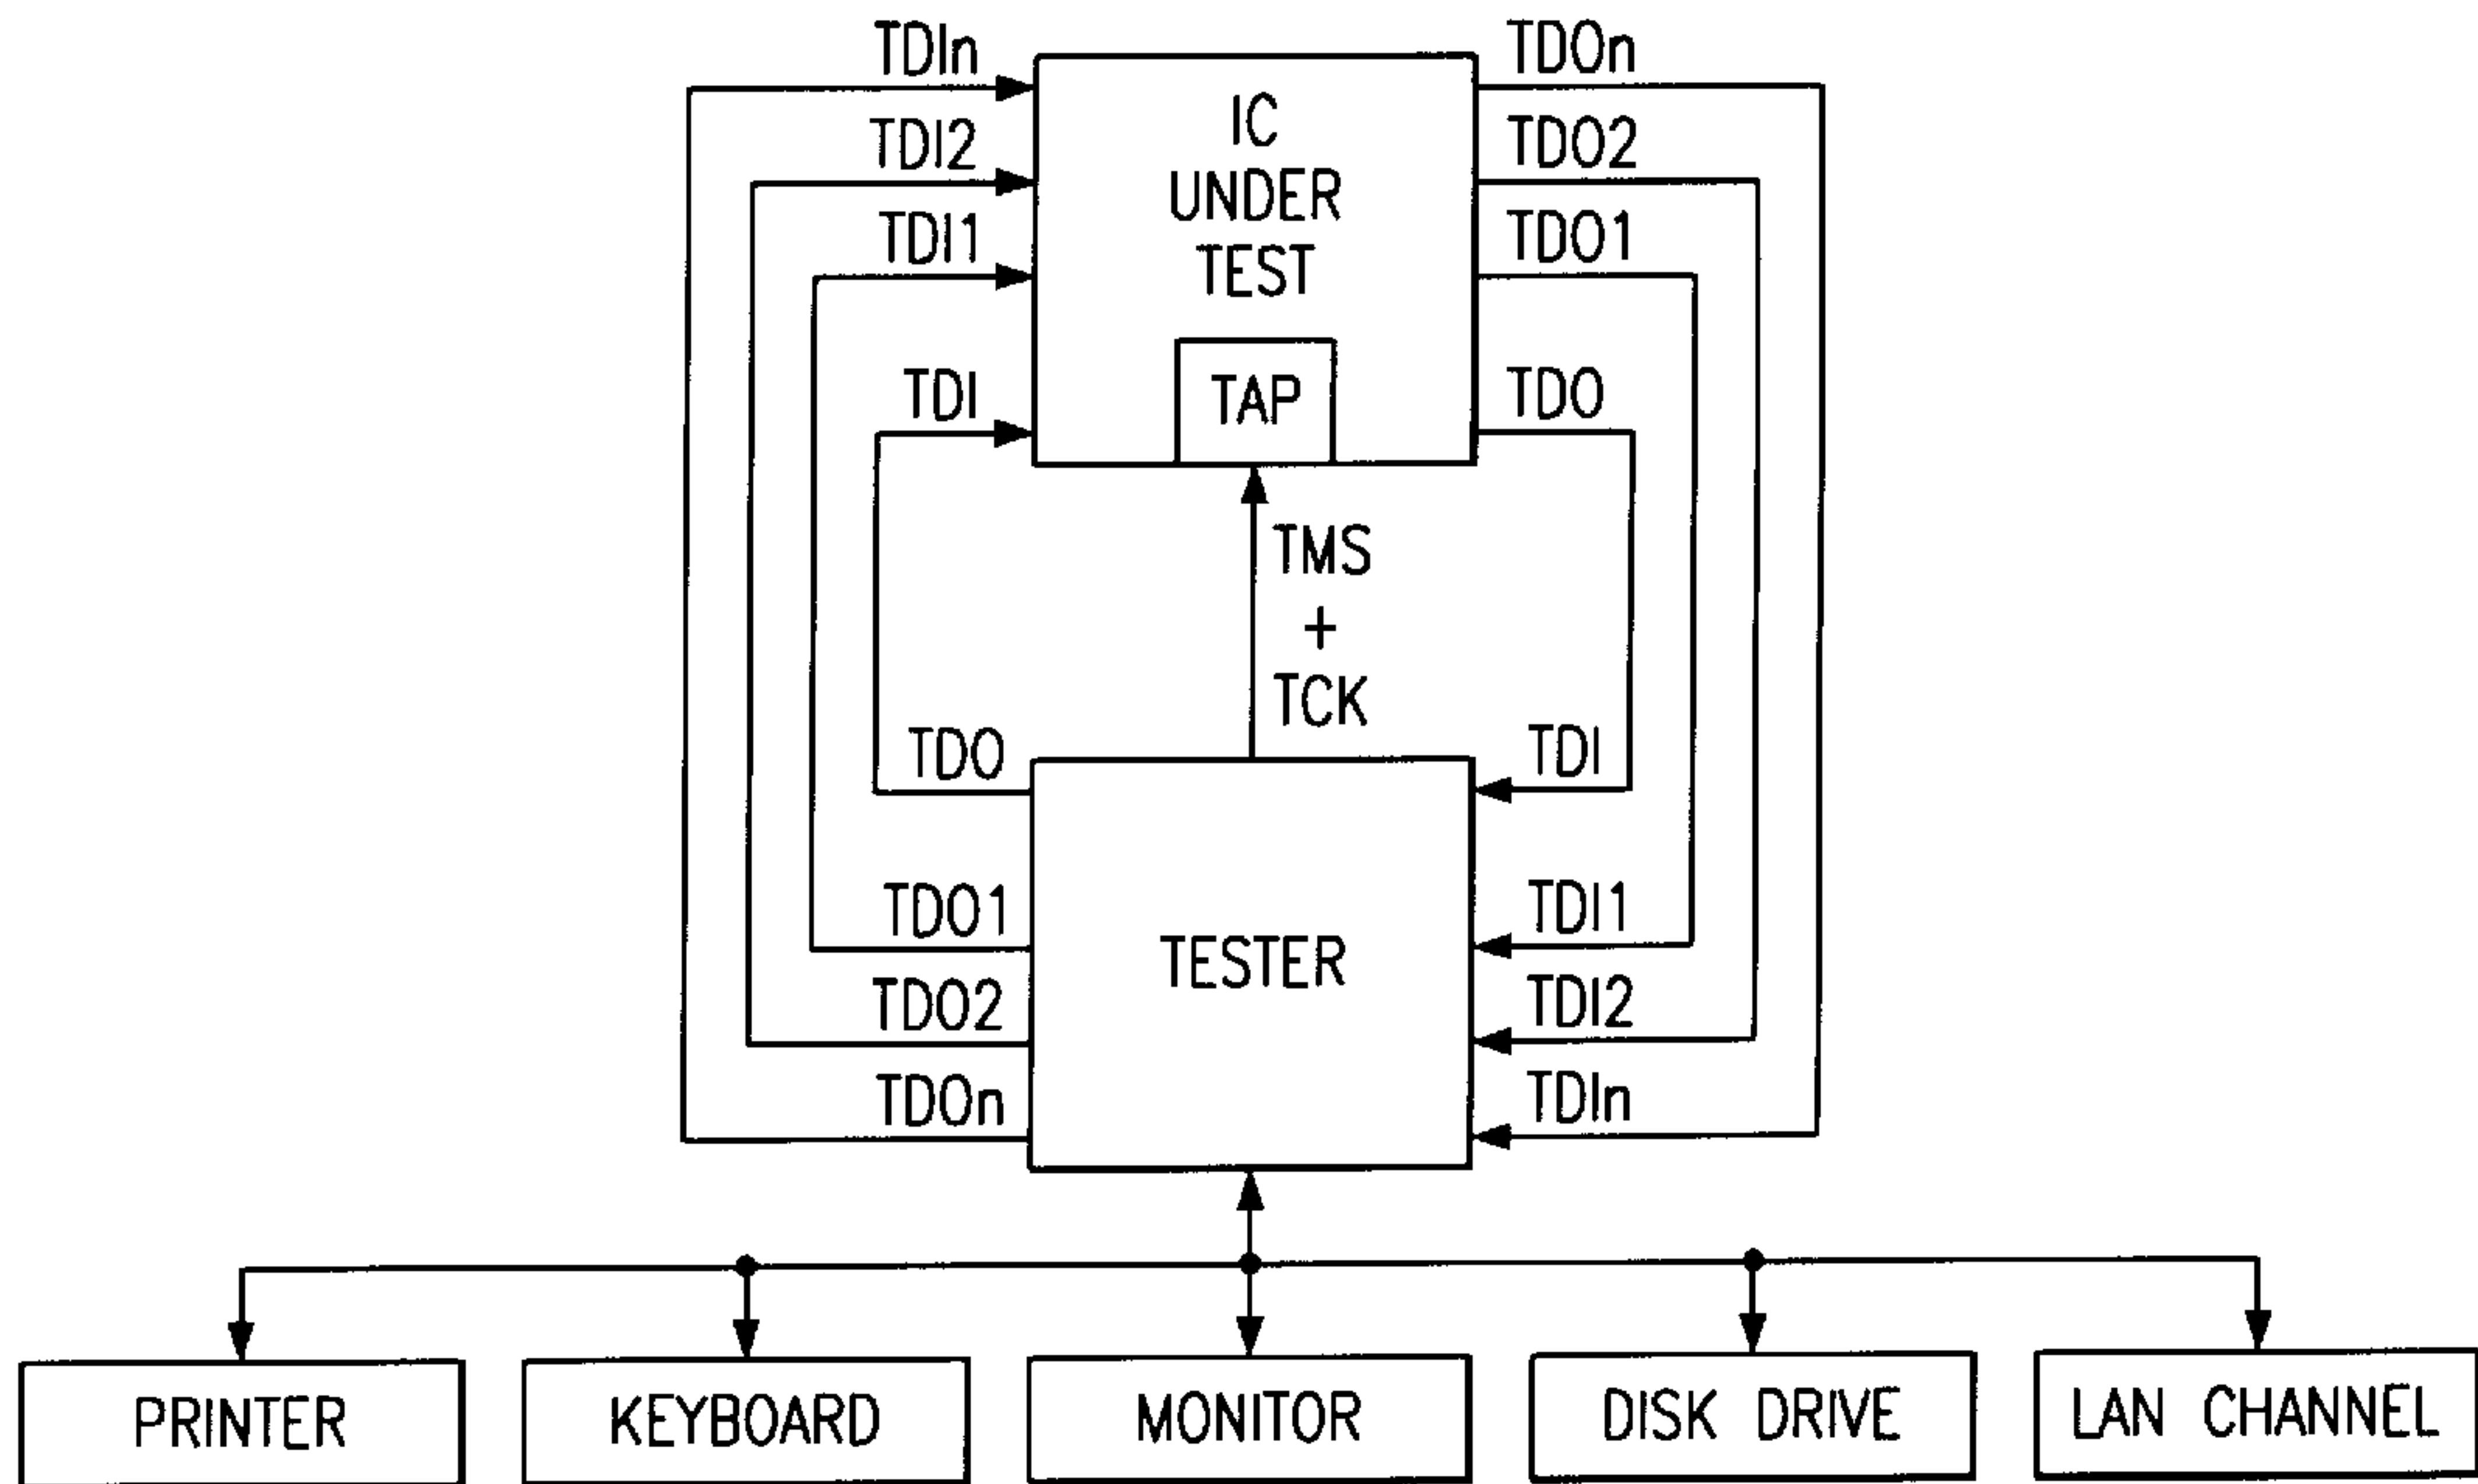 TDIn
TDOn
IC
UNDER
TEST
TDI2
TDO2
TDI1
TDO1
TDI
TAP
TDO
TMS
+
TCK
TDO
TDI
TDO1
TDI1
TESTER
TDO2
TDI2
TDOn
TDIn
PRINTER
KEYBOARD
MONITOR
DISK DRIVE
LAN CHANNEL